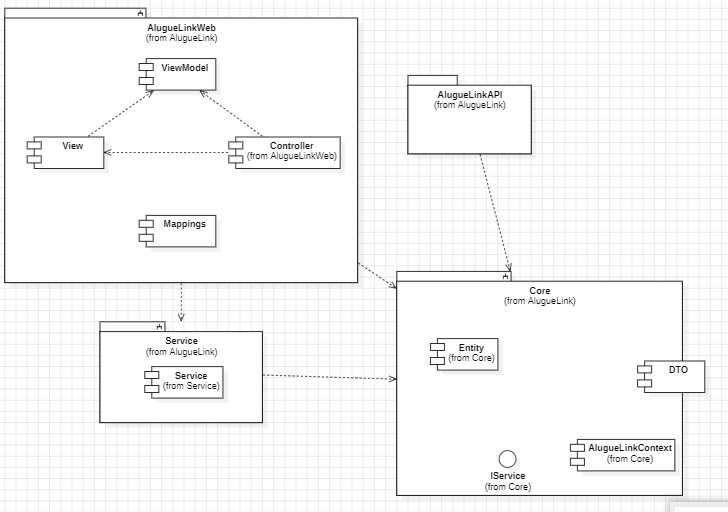 AlugueLinkWeb
(from AlugueLink)
ViewModel
View
Controller
(from AlugueLinkWeb)
Mappings
AlugueLinkAPI
(from AlugueLink)
Service
(from AlugueLink)
Service
(from Service)
Core
(from AlugueLink)
Entity
(from Core)
DTO
AlugueLinkContext
(from Core)
IService
(from Core)